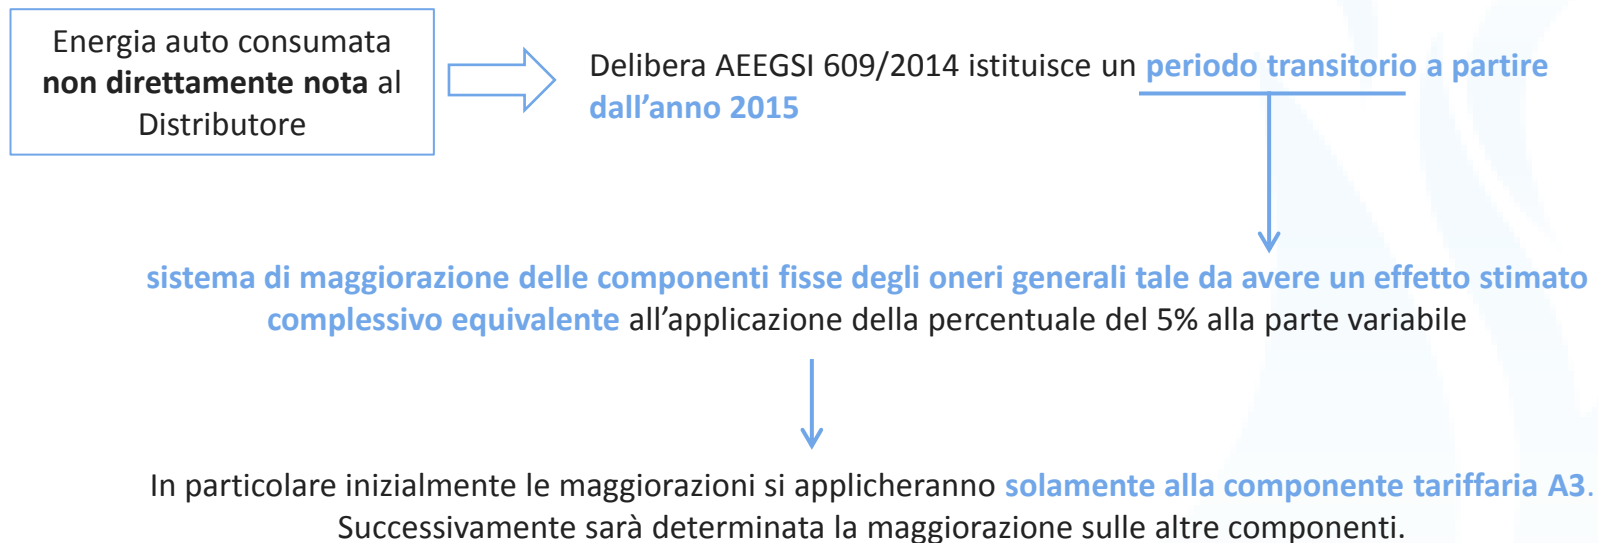 Energia auto consumata
non direttamente nota al
Distributore
Delibera AEEGSI 609/2014 istituisce un periodo transitorio a partire
dall’anno 2015
sistema di maggiorazione delle componenti fisse degli oneri generali tale da avere un effetto stimato
complessivo equivalente all’applicazione della percentuale del 5% alla parte variabile
In particolare inizialmente le maggiorazioni si applicheranno solamente alla componente tariffaria A3.
Successivamente sarà determinata la maggiorazione sulle altre componenti.